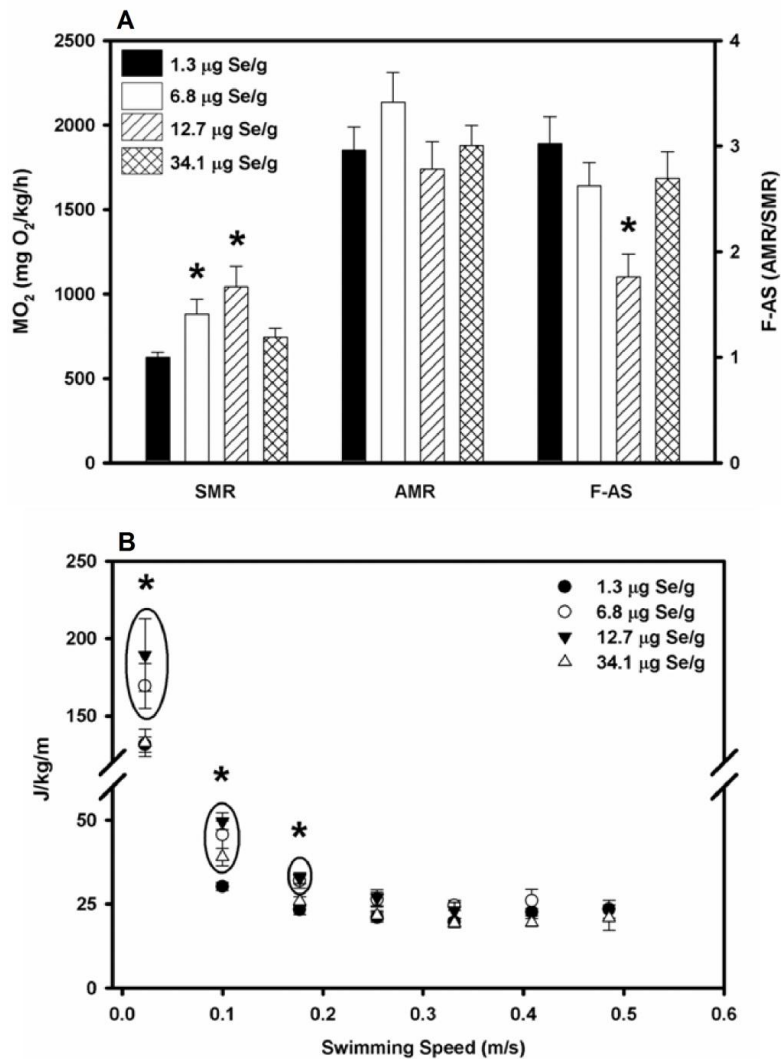 A
2500
2000
1500
1000
500
0
MO2 (mg O2/kg/h)
1.3 μg Se/g
6.8 μg Se/g
12.7 μg Se/g
34.1 μg Se/g
* *
*
4
3
2
1
0
F-AS (AMR/SMR)
SMR AMR F-AS
B
250
200
150
50
25
0
J/kg/m
*
*
*
1.3 μg Se/g
6.8 μg Se/g
12.7 μg Se/g
34.1 μg Se/g
0.0 0.1 0.2 0.3 0.4 0.5 0.6
Swimming Speed (m/s)